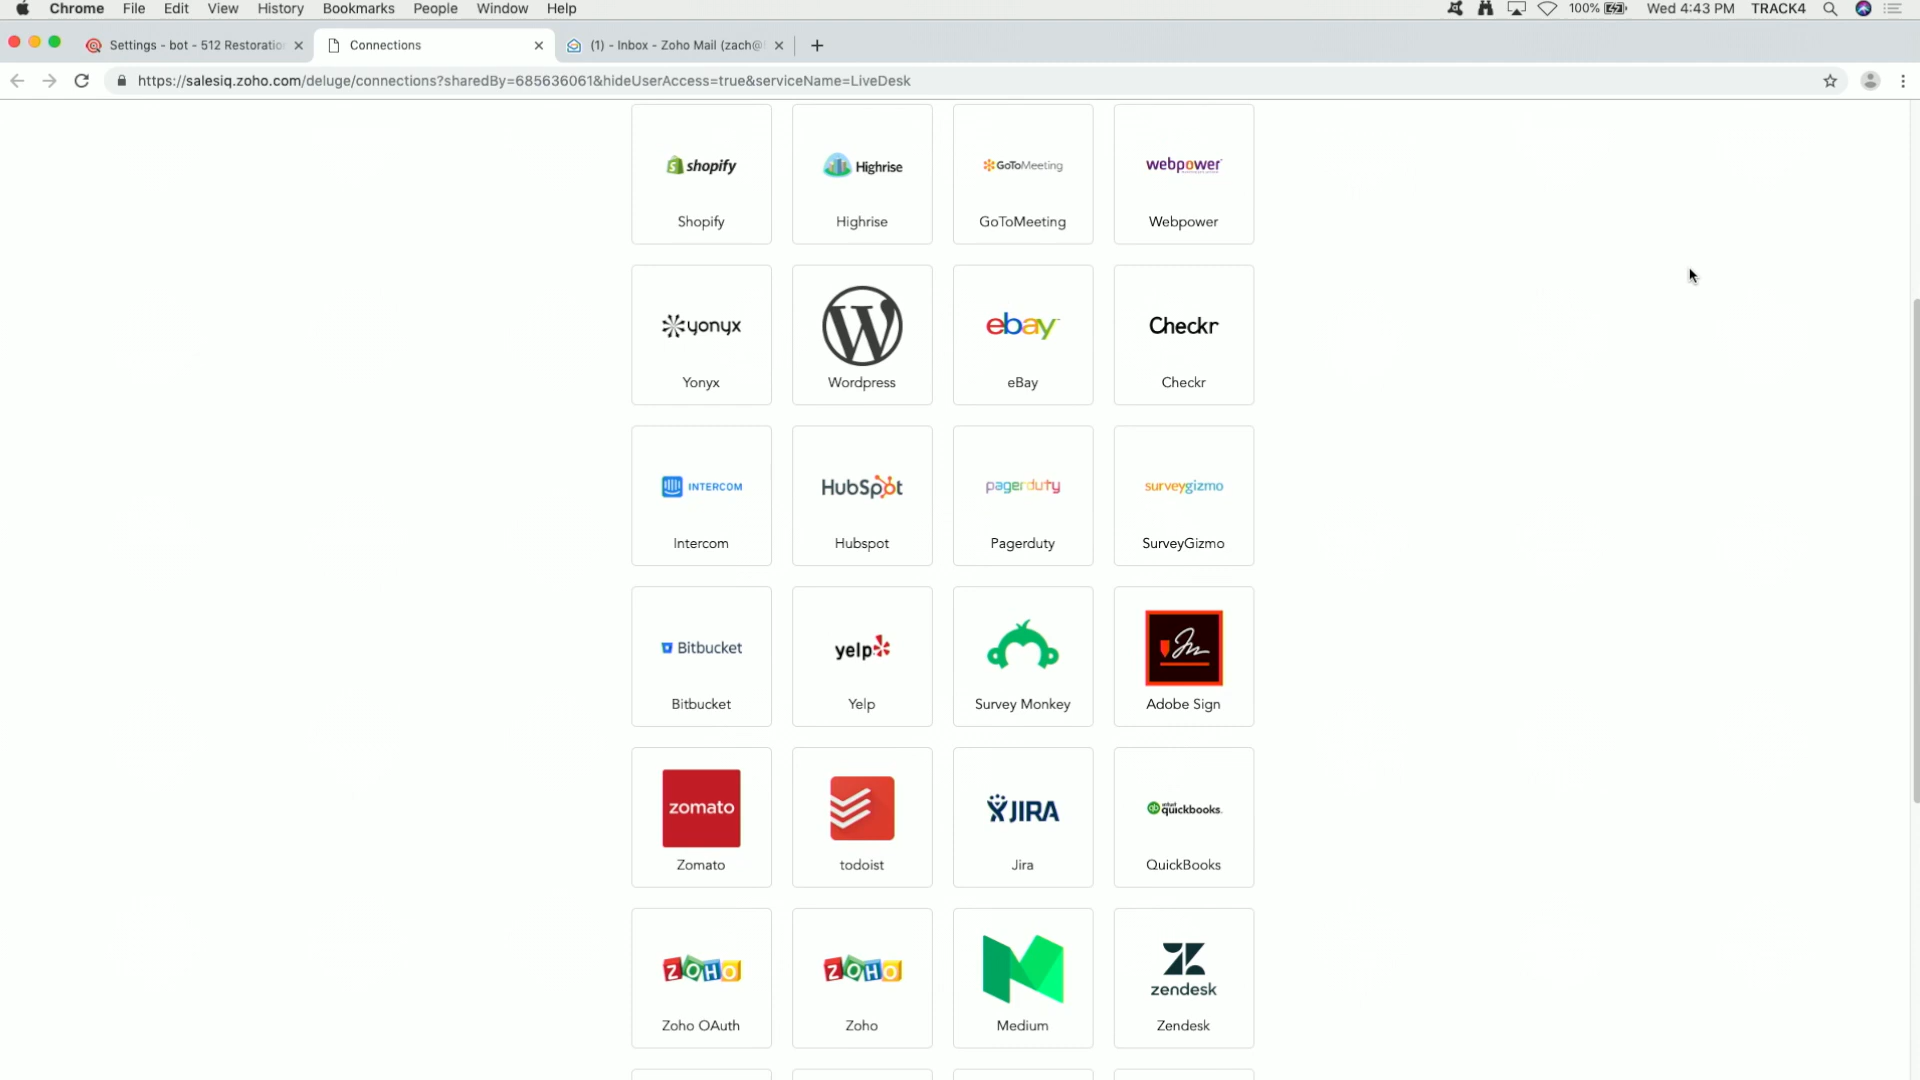 Chrome File Edit View History Bookmarks People Window Help 100% Wed 4:43 PM TRACK4
Settings - bot - 512 Restoratio Connections (1) - Inbox - Zoho Mail (zach@
https://salesiq.zoho.com/deluge/connections?sharedBy=685636061&hideUserAccess=true&serviceName=LiveDesk
shopify Highrise GoToMeeting webpower
Shopify Highrise GoToMeeting Webpower
yonyx W ebay Checkr
Yonyx Wordpress eBay Checkr
INTERCOM HubSpot pagerduty surveygizmo
Intercom Hubspot Pagerduty SurveyGizmo
Bitbucket yelp
Bitbucket Yelp Survey Monkey Adobe Sign
zomato JIRA qb quickbooks.
Zomato todoist Jira QuickBooks
ZOHO ZOHO zendesk
Zoho OAuth Zoho Medium Zendesk